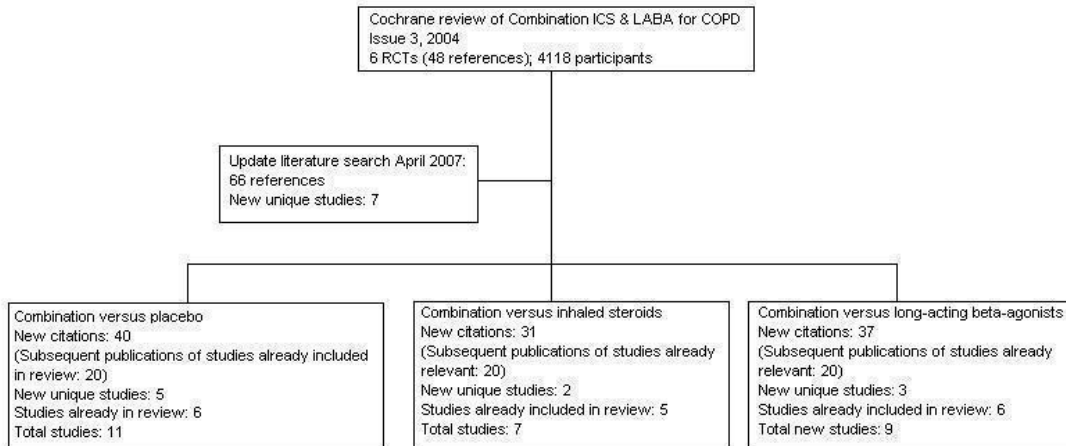 Cochrane review of Combination ICS & LABA for COPD
Issue 3, 2004
6 RCTs (48 references); 4118 participants
Update literature search April 2007:
66 references
New unique studies: 7
Combination versus placebo
New citations: 40
(Subsequent publications of studies already included
in review: 20)
New unique studies: 5
Studies already in review: 6
Total studies: 11
Combination versus inhaled steroids
New citations: 31
(Subsequent publications of studies already
relevant: 20)
New unique studies: 2
Studies already included in review: 5
Total studies: 7
Combination versus long-acting beta-agonists
New citations: 37
(Subsequent publications of studies already
relevant: 20)
New unique studies: 3
Studies already included in review: 6
Total new studies: 9